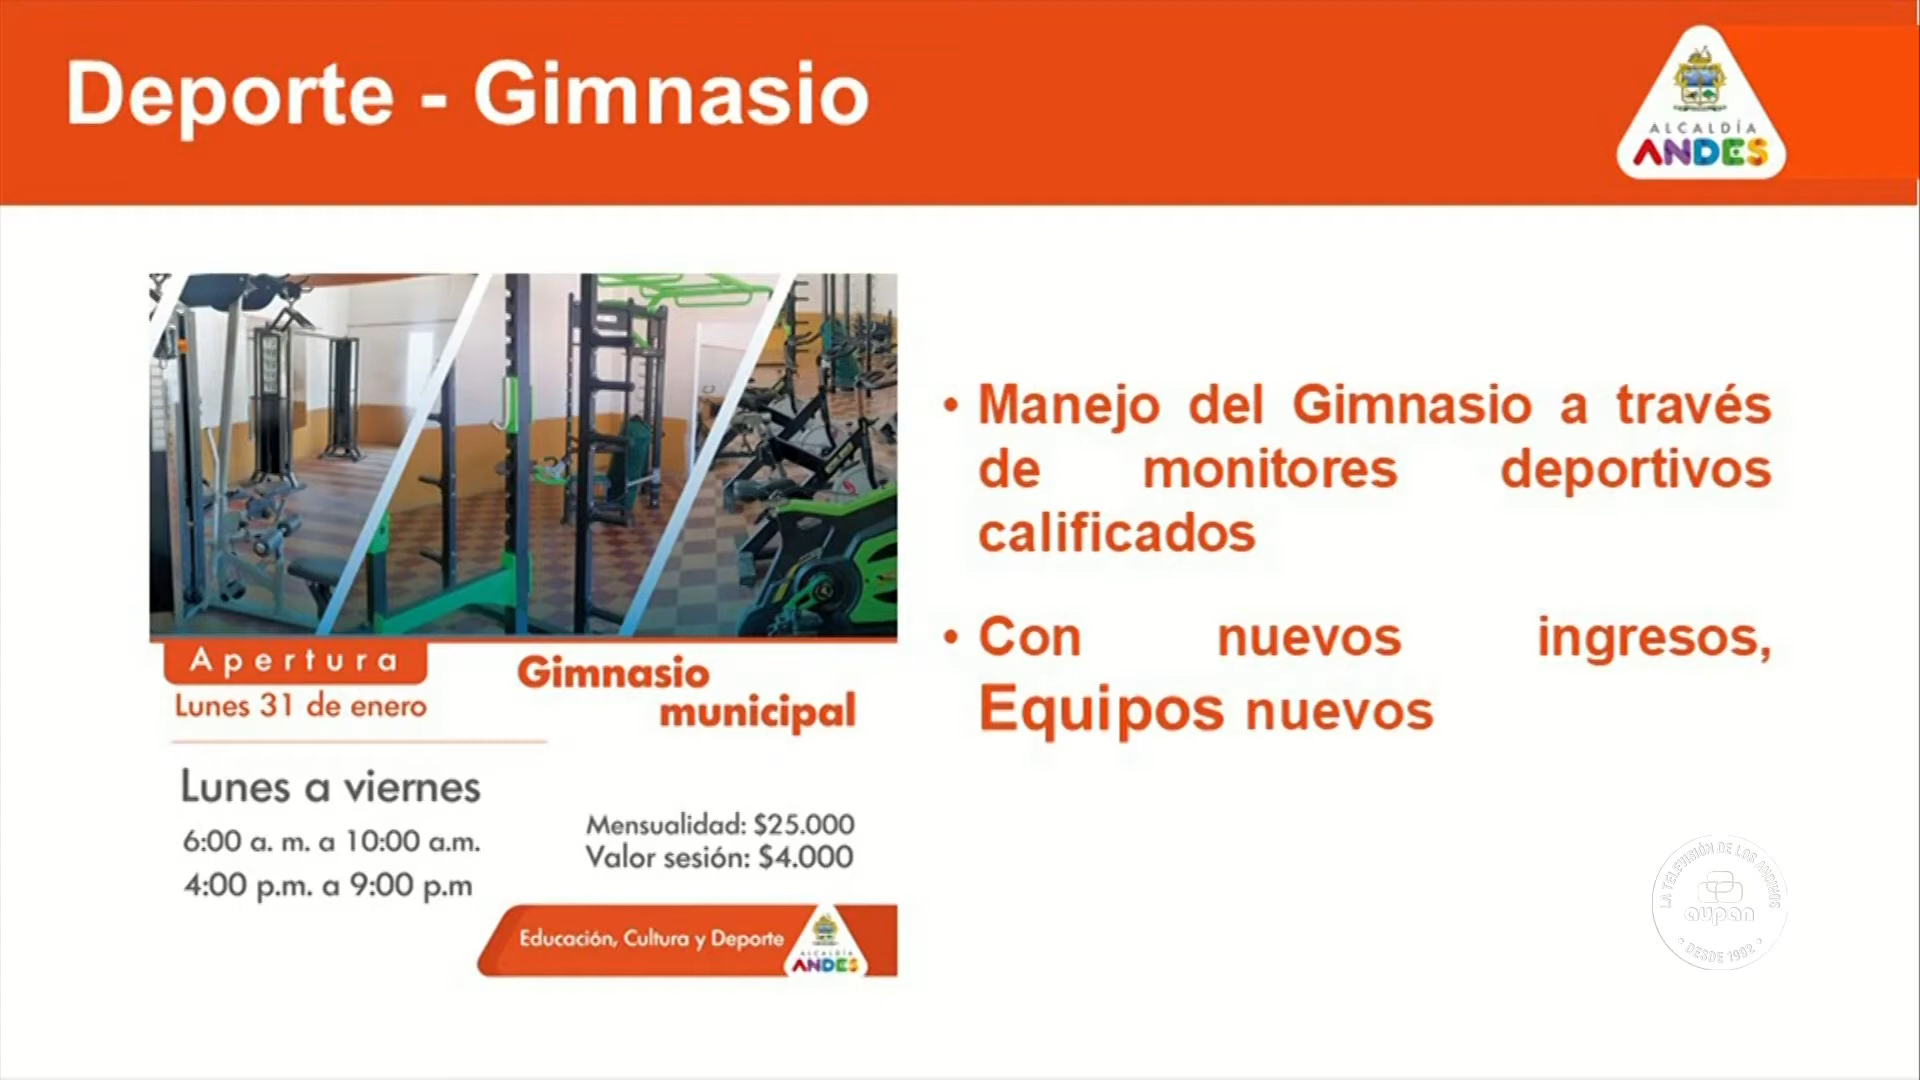 Deporte - Gimnasio
ALCALDÍA
ANDES
Apertura
Lunes 31 de enero
Gimnasio
municipal
Lunes a viernes
6:00 a. m. a 10:00 a.m.
4:00 p.m. a 9:00 p.m
Mensualidad: $25.000
Valor sesión: $4.000
Educación, Cultura y Deporte
ALCALDÍA
ANDES
• Manejo del Gimnasio a través
de monitores deportivos
calificados
• Con nuevos ingresos,
Equipos nuevos
LA TELEVISIÓN DE LOS ANDINOS
aupan
• DESDE 1992 •